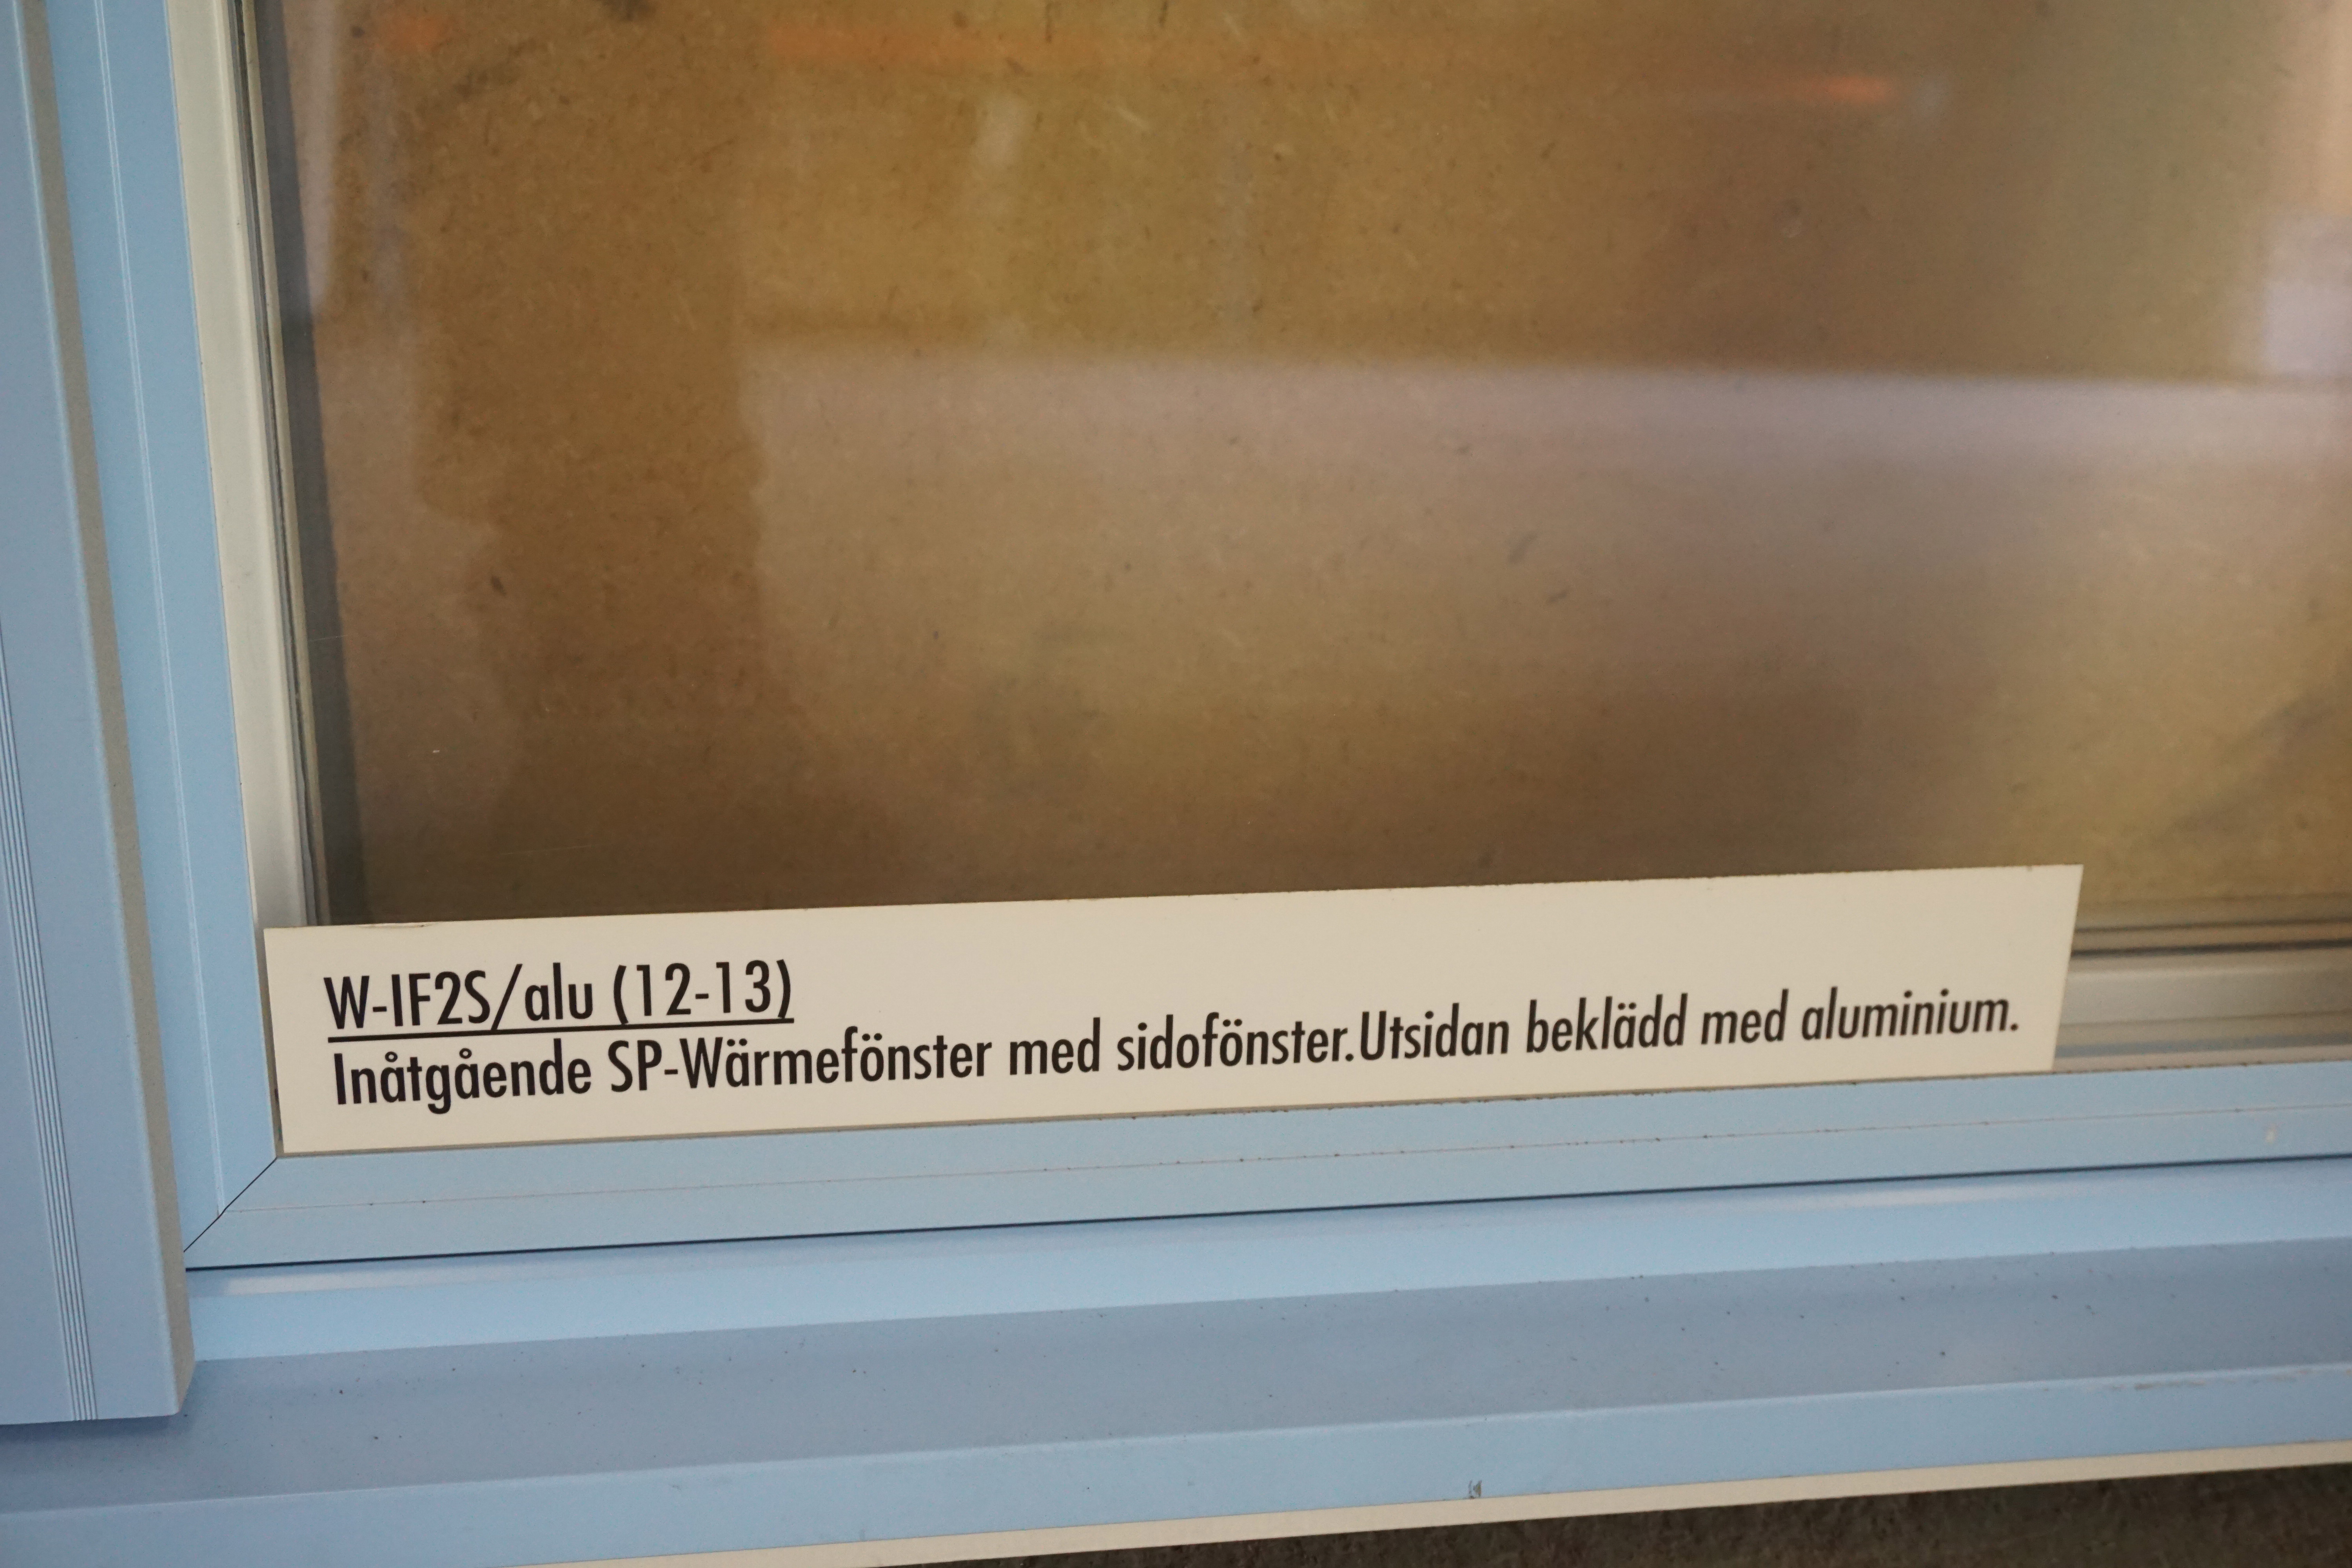 W-IF2S/alu (12-13)
Inåtgående SP-Wärmefönster med sidofönster.Utsidan beklädd med aluminium.